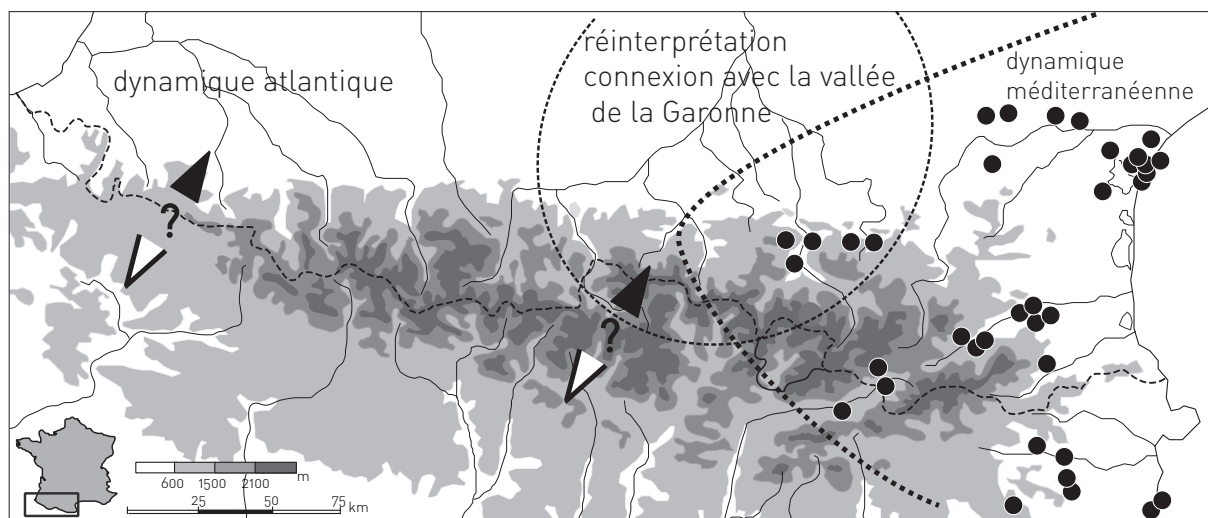 dynamique atlantique
réinterprétation
connexion avec la vallée
de la Garonne
dynamique
méditerranéenne
?
?
m
600 1500 2100
25 50 75 km